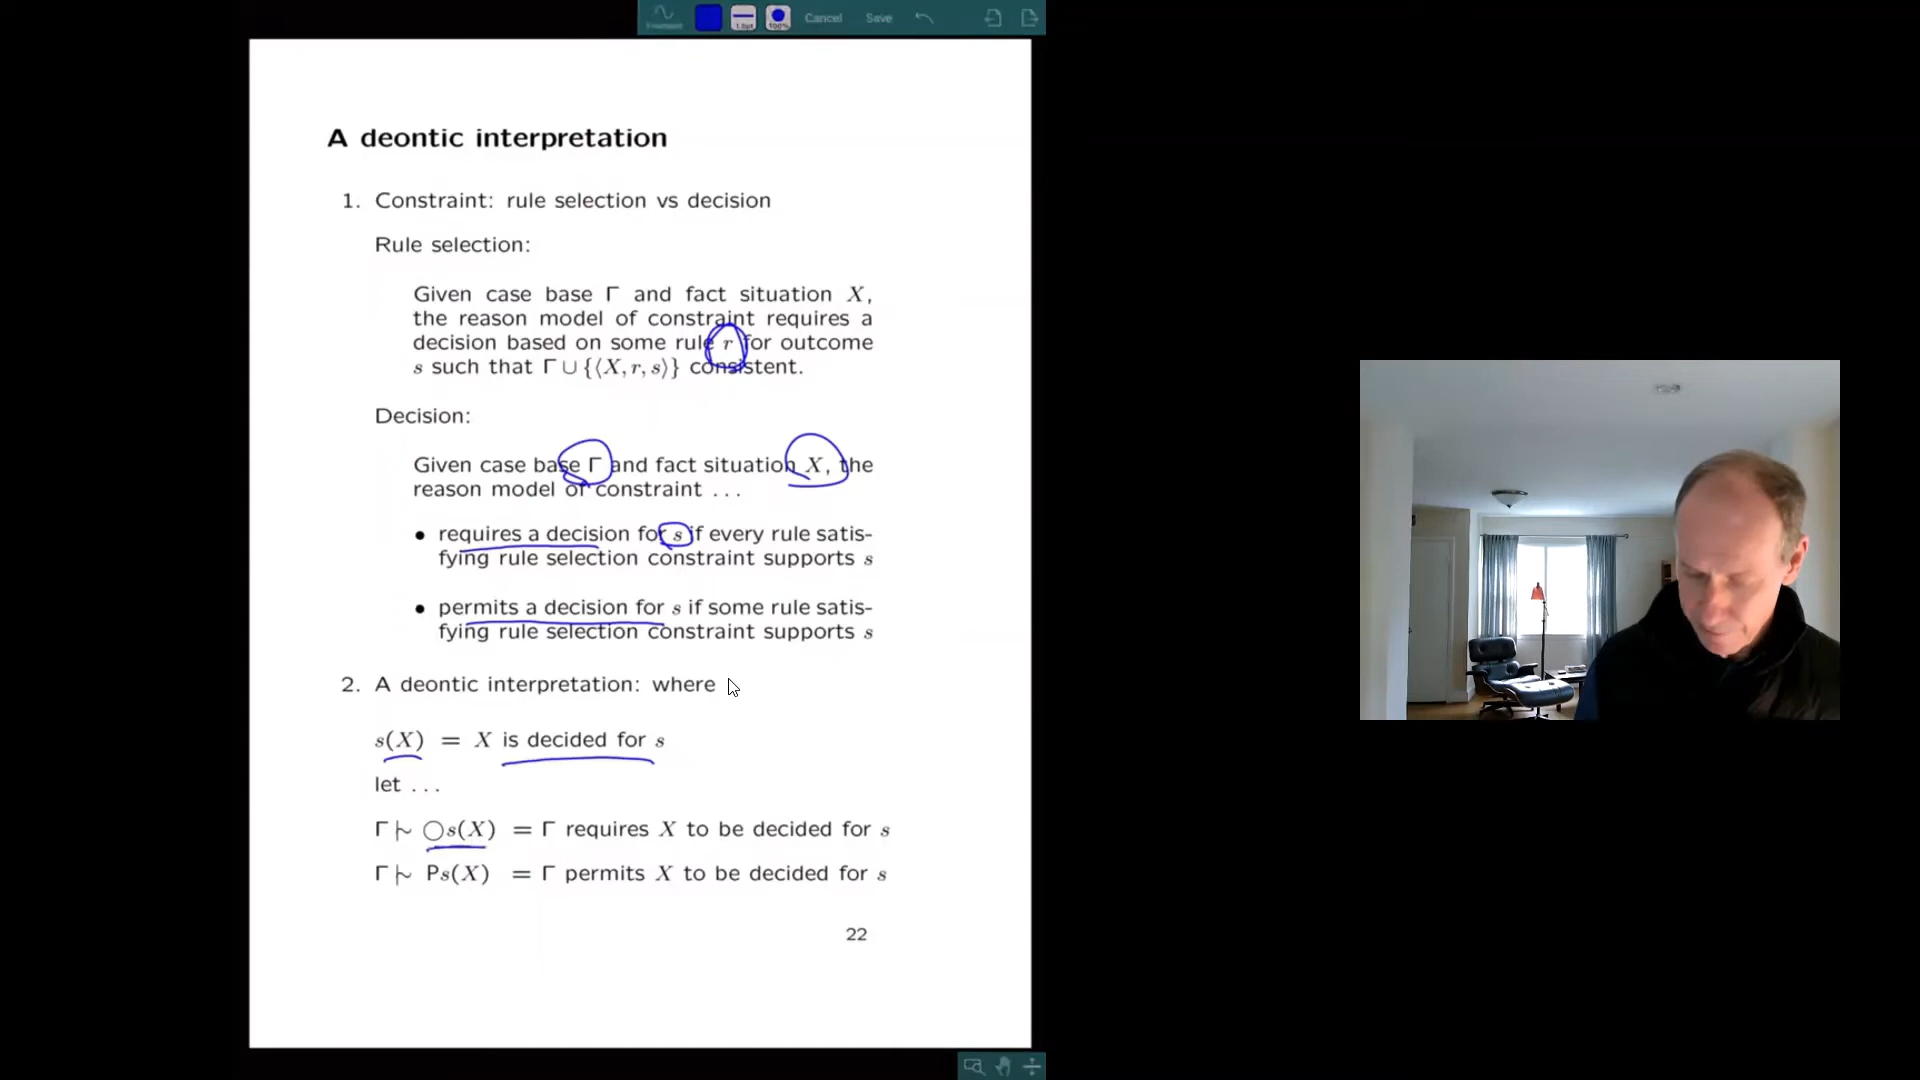 Cancel Save
1.0pt 100%
A deontic interpretation
1. Constraint: rule selection vs decision
Rule selection:
Given case base Γ and fact situation X,
the reason model of constraint requires a
decision based on some rule r for outcome
s such that Γ ∪ {⟨X, r, s⟩} consistent.
Decision:
Given case base Γ and fact situation X, the
reason model of constraint ...
• requires a decision for s if every rule satis-
fying rule selection constraint supports s
• permits a decision for s if some rule satis-
fying rule selection constraint supports s
2. A deontic interpretation: where
s(X) = X is decided for s
let ...
Γ |∼ ○s(X) = Γ requires X to be decided for s
Γ |∼ Ps(X) = Γ permits X to be decided for s
22